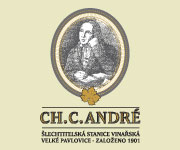 CH.C.ANDRÉ
ŠLECHTITELSKÁ STANICE VINAŘSKÁ
VELKÉ PAVLOVICE - ZALOŽENO 1901